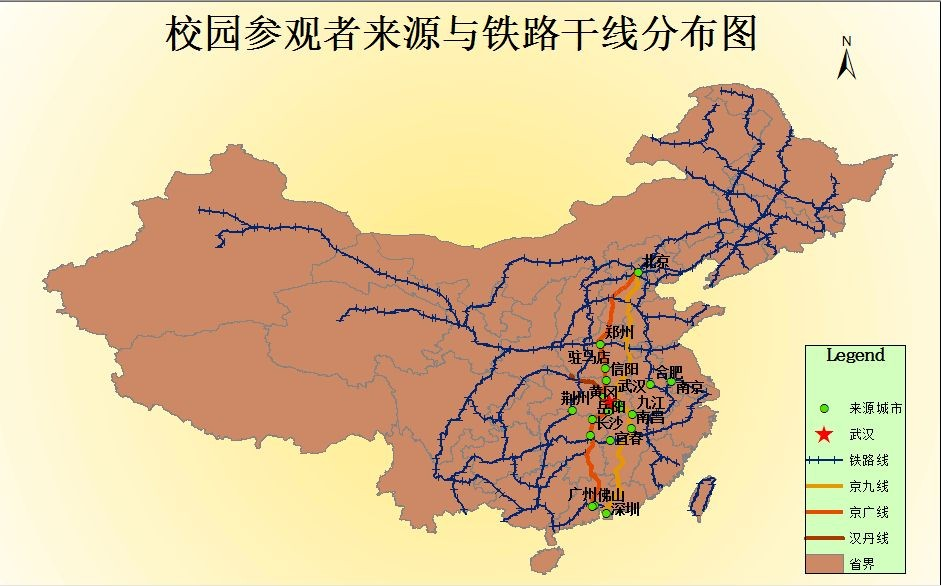 校园参观者来源与铁路干线分布图
N
北京
郑州
驻马店
信阳
合肥
武汉
南京
黄冈
荆州
九江
岳阳
南昌
长沙
宜春
广州
佛山
深圳
Legend
来源城市
武汉
铁路线
京九线
京广线
汉丹线
省界